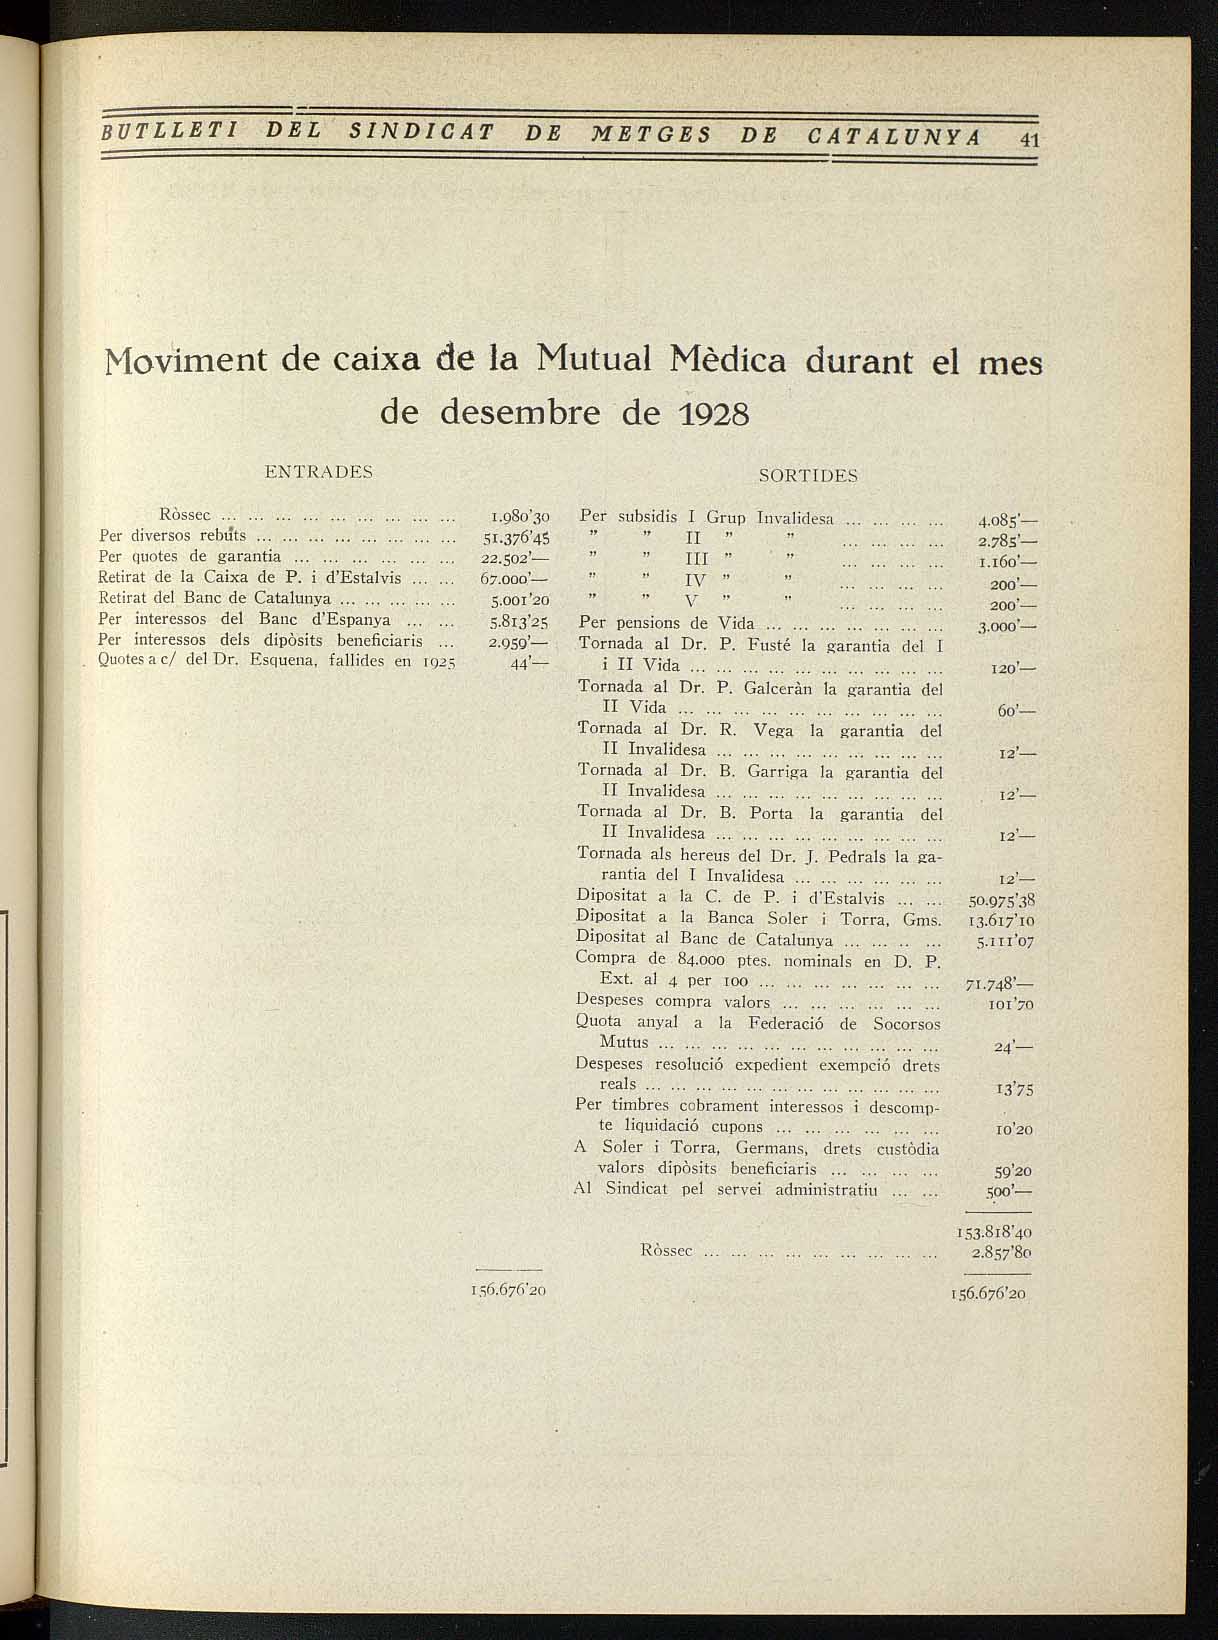 BUTLLETI DEL SINDICAT DE METGES DE CATALUNYA 41
Moviment de caixa de la Mutual Mèdica durant el mes
de desembre de 1928
ENTRADES
Ròssec ... ... ... ... ... ... ... ... ... 1.980'30
Per diversos rebuts ... ... ... ... ... ... ... ... 51.376'45
Per quotes de garantia ... ... ... ... ... ... 22.502'—
Retirat de la Caixa de P. i d'Estalvis ... ... 67.000'—
Retirat del Banc de Catalunya ... ... ... ... ... 5.001'20
Per interessos del Banc d'Espanya ... ... 5.813'25
Per interessos dels dipòsits beneficiaris ... 2.959'—
Quotes a c/ del Dr. Esquena, fallides en 1925 44'—
156.676'20
SORTIDES
Per subsidis I Grup Invalidesa ... ... ... ... 4.085'—
" " II " " ... ... ... ... 2.785'—
" " III " " ... ... ... ... 1.160'—
" " IV " " ... ... ... ... 200'—
" " V " " ... ... ... ... 200'—
Per pensions de Vida ... ... ... ... ... ... ... 3.000'—
Tornada al Dr. P. Fusté la garantia del I
i II Vida ... ... ... ... ... ... ... ... ... ... 120'—
Tornada al Dr. P. Galceràn la garantia del
II Vida ... ... ... ... ... ... ... ... ... ... 60'—
Tornada al Dr. R. Vega la garantia del
II Invalidesa ... ... ... ... ... ... ... ... ... 12'—
Tornada al Dr. B. Garriga la garantia del
II Invalidesa ... ... ... ... ... ... ... ... ... 12'—
Tornada al Dr. B. Porta la garantia del
II Invalidesa ... ... ... ... ... ... ... ... ... 12'—
Tornada als hereus del Dr. J. Pedrals la ga-
rantia del I Invalidesa ... ... ... ... ... ... 12'—
Dipositat a la C. de P. i d'Estalvis ... ... 50.975'38
Dipositat a la Banca Soler i Torra, Gms. 13.617'10
Dipositat al Banc de Catalunya ... ... .. ... 5.111'07
Compra de 84.000 ptes. nominals en D. P.
Ext. al 4 per 100 ... ... ... ... ... ... ... 71.748'—
Despeses compra valors ... ... ... ... ... ... 101'70
Quota anyal a la Federació de Socorsos
Mutus ... ... ... ... ... ... ... ... ... ... ... 24'—
Despeses resolució expedient exempció drets
reals ... ... ... ... ... ... ... ... ... ... ... ... 13'75
Per timbres cobrament interessos i descomp-
te liquidació cupons ... ... ... ... ... ... 10'20
A Soler i Torra, Germans, drets custòdia
valors dipòsits beneficiaris ... ... ... ... 59'20
Al Sindicat pel servei administratiu ... ... 500'—
153.818'40
Ròssec ... ... ... ... ... ... ... ... ... 2.857'80
156.676'20